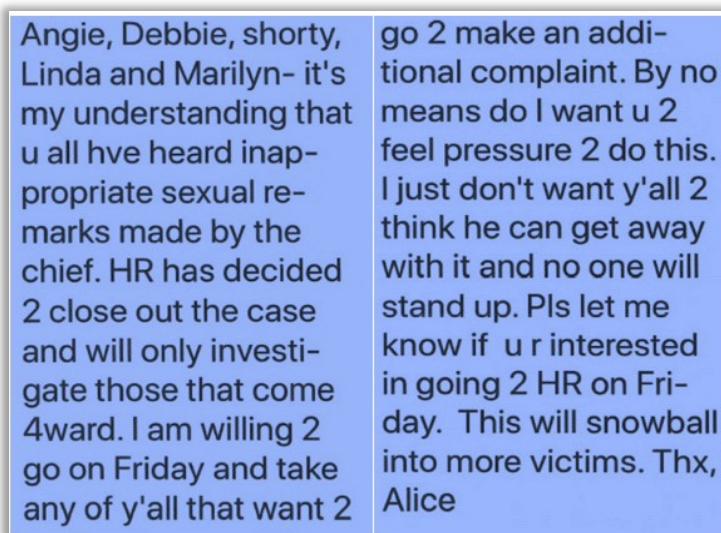 Angie, Debbie, shorty,
Linda and Marilyn- it's
my understanding that
u all hve heard inap-
propriate sexual re-
marks made by the
chief. HR has decided
2 close out the case
and will only investi-
gate those that come
4ward. I am willing 2
go on Friday and take
any of y'all that want 2
go 2 make an addi-
tional complaint. By no
means do I want u 2
feel pressure 2 do this.
I just don't want y'all 2
think he can get away
with it and no one will
stand up. Pls let me
know if  u r interested
in going 2 HR on Fri-
day.  This will snowball
into more victims. Thx,
Alice